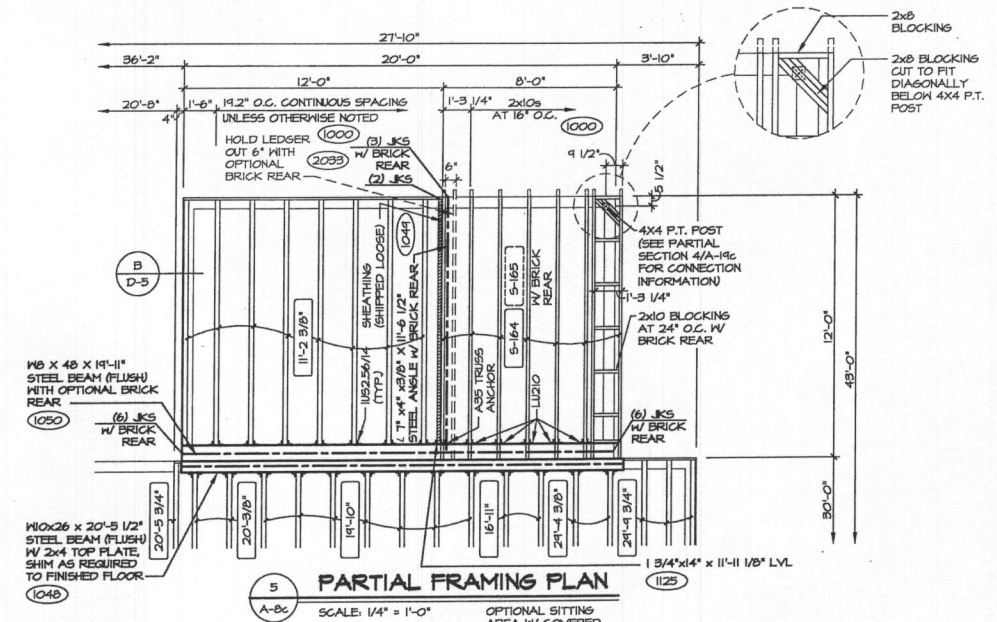 2x8
BLOCKING
2x8 BLOCKING
CUT TO FIT
DIAGONALLY
BELOW 4X4 P.T.
POST
27'-10"
36'-2"
20'-0"
3'-10"
12'-0"
8'-0"
20'-8"
4"
1'-6"
19.2" O.C. CONTINUOUS SPACING
UNLESS OTHERWISE NOTED
1000
1'-3 1/4"
2x10s
AT 16" O.C.
1000
HOLD LEDGER
OUT 6" WITH
OPTIONAL
BRICK REAR
2033
(3) JKS
W/ BRICK
REAR
(2) JKS
6"
9 1/2"
5 1/2"
4X4 P.T. POST
(SEE PARTIAL
SECTION 4/A-19c
FOR CONNECTION
INFORMATION)
1'-3 1/4"
2x10 BLOCKING
AT 24" O.C. W/
BRICK REAR
12'-0"
43'-0"
30'-0"
B
D-5
11'-2 3/8"
SHEATHING
(SHIPPED LOOSE)
IUS2.56/14
(TYP.)
1049
L 7" x4" x3/8" X 11'-6 1/2"
STEEL ANGLE W/ BRICK REAR
S-165
W/ BRICK
REAR
S-164
A35 TRUSS
ANCHOR
LU210
W8 X 48 X 19'-11"
STEEL BEAM (FLUSH)
WITH OPTIONAL BRICK
REAR
1050
(6) JKS
W/ BRICK
REAR
(6) JKS
W/ BRICK
REAR
20'-5 3/4"
20'-3/8"
19'-10"
16'-11"
29'-4 3/8"
29'-9 3/4"
W10x26 x 20'-5 1/2"
STEEL BEAM (FLUSH)
W/ 2x4 TOP PLATE,
SHIM AS REQUIRED
TO FINISHED FLOOR
1048
1 3/4"x14" x 11'-11 1/8" LVL
1125
5
A-8c
PARTIAL FRAMING PLAN
SCALE: 1/4" = 1'-0"
OPTIONAL SITTING
AREA W/ COVERED